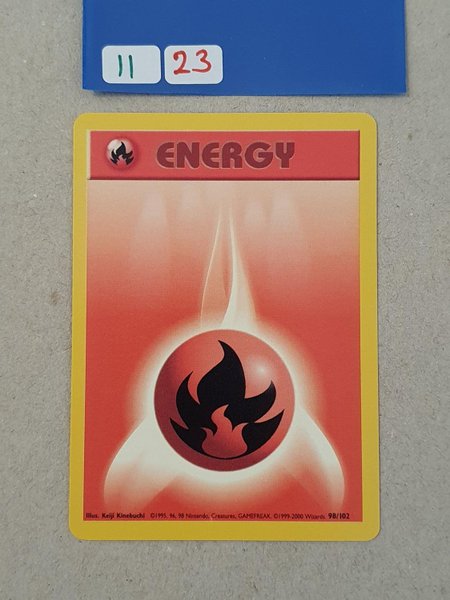 11 23
ENERGY
Illus. Keiji Kinebuchi ©1995, 96, 98 Nintendo, Creatures, GAMEFREAK. ©1999-2000 Wizards. 98/102